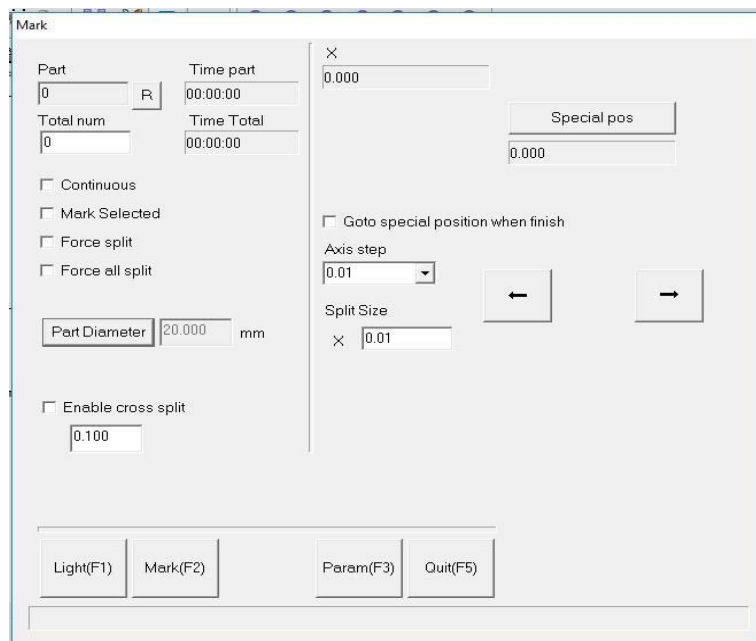 Mark
Part
Time part
0
R
00:00:00
Total num
Time Total
0
00:00:00
Continuous
Mark Selected
Force split
Force all split
Part Diameter
20.000
mm
Enable cross split
0.100
X
0.000
Special pos
0.000
Goto special position when finish
Axis step
0.01
Split Size
X
0.01
Light(F1)
Mark(F2)
Param(F3)
Quit(F5)